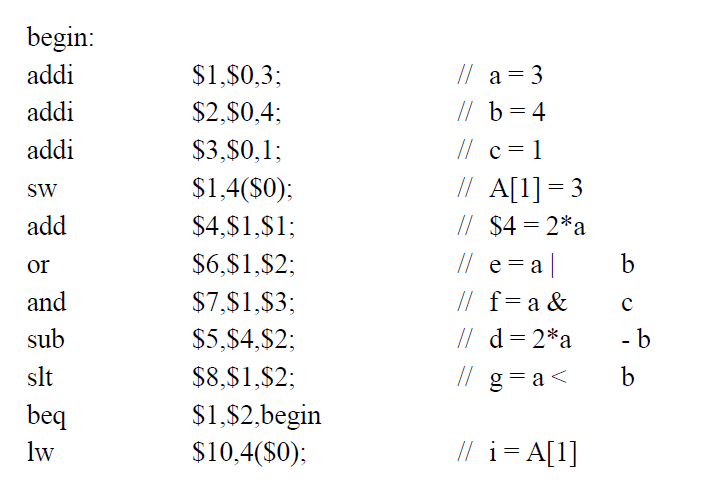 begin:
addi $1,$0,3; // a = 3
addi $2,$0,4; // b = 4
addi $3,$0,1; // c = 1
sw $1,4($0); // A[1] = 3
add $4,$1,$1; // $4 = 2*a
or $6,$1,$2; // e = a | b
and $7,$1,$3; // f = a & c
sub $5,$4,$2; // d = 2*a - b
slt $8,$1,$2; // g = a < b
beq $1,$2,begin
lw $10,4($0); // i = A[1]